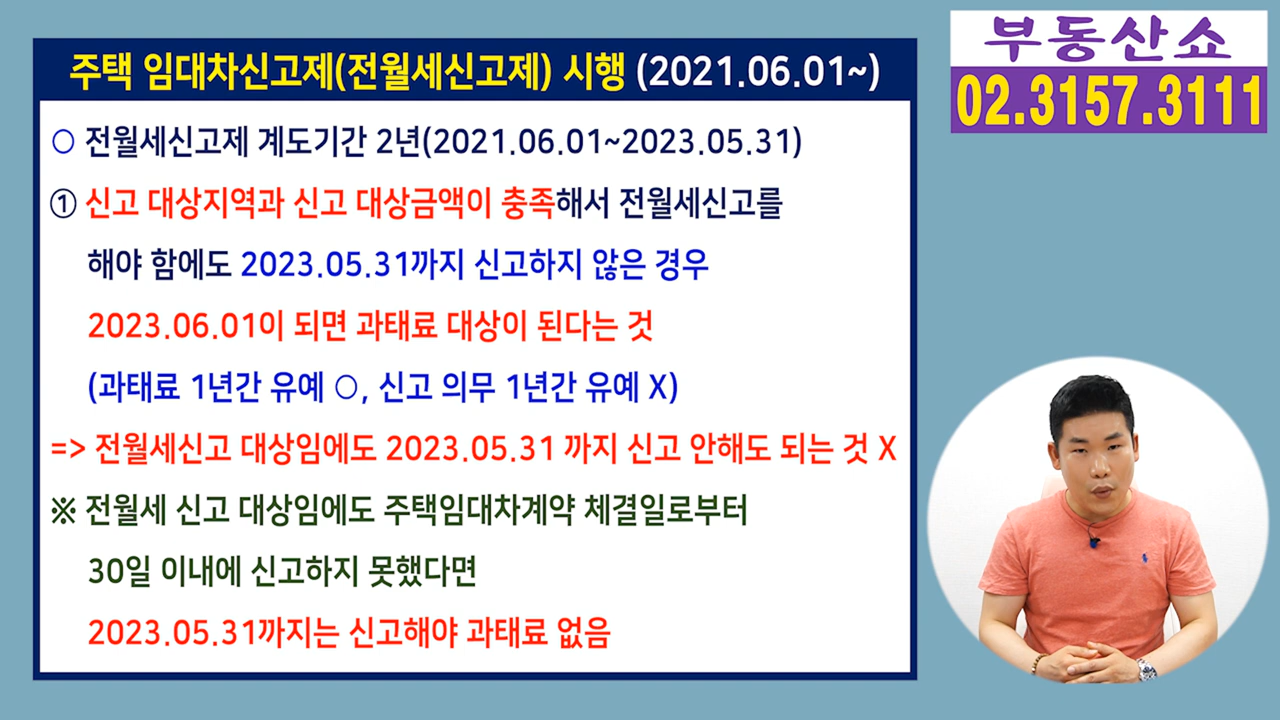 주택 임대차신고제(전월세신고제) 시행 (2021.06.01~)
부동산쇼
02.3157.3111
○ 전월세신고제 계도기간 2년(2021.06.01~2023.05.31)
① 신고 대상지역과 신고 대상금액이 충족해서 전월세신고를
해야 함에도 2023.05.31까지 신고하지 않은 경우
2023.06.01이 되면 과태료 대상이 된다는 것
(과태료 1년간 유예 ○, 신고 의무 1년간 유예 X)
=> 전월세신고 대상임에도 2023.05.31 까지 신고 안해도 되는 것 X
※ 전월세 신고 대상임에도 주택임대차계약 체결일로부터
30일 이내에 신고하지 못했다면
2023.05.31까지는 신고해야 과태료 없음